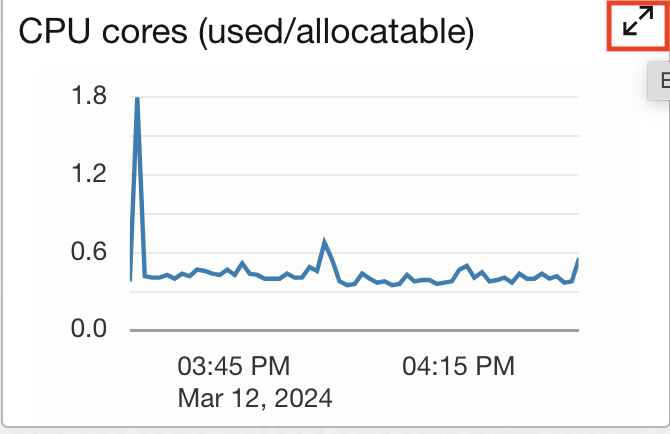 CPU cores (used/allocatable)
E
1.8
1.2
0.6
0.0
03:45 PM
04:15 PM
Mar 12, 2024